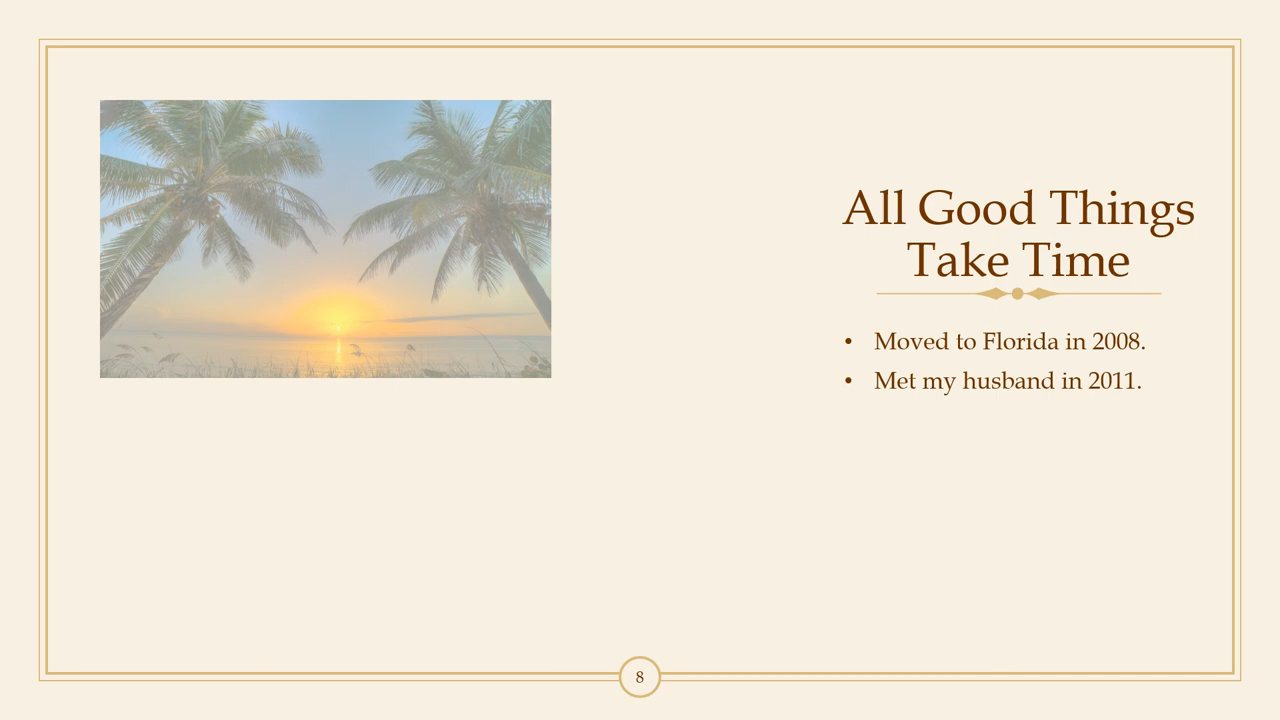 All Good Things
Take Time
• Moved to Florida in 2008.
• Met my husband in 2011.
8